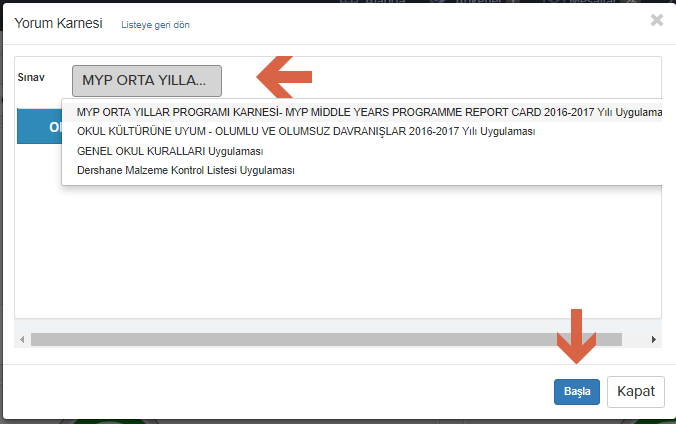 Yorum Karnesi Listeye geri dön
Sınav MYP ORTA YILLA...
MYP ORTA YILLAR PROGRAMI KARNESİ- MYP MİDDLE YEARS PROGRAMME REPORT CARD 2016-2017 Yılı Uygulama
OKUL KÜLTÜRÜNE UYUM - OLUMLU VE OLUMSUZ DAVRANIŞLAR 2016-2017 Yılı Uygulaması
GENEL OKUL KURALLARI Uygulaması
Dershane Malzeme Kontrol Listesi Uygulaması
Başla Kapat